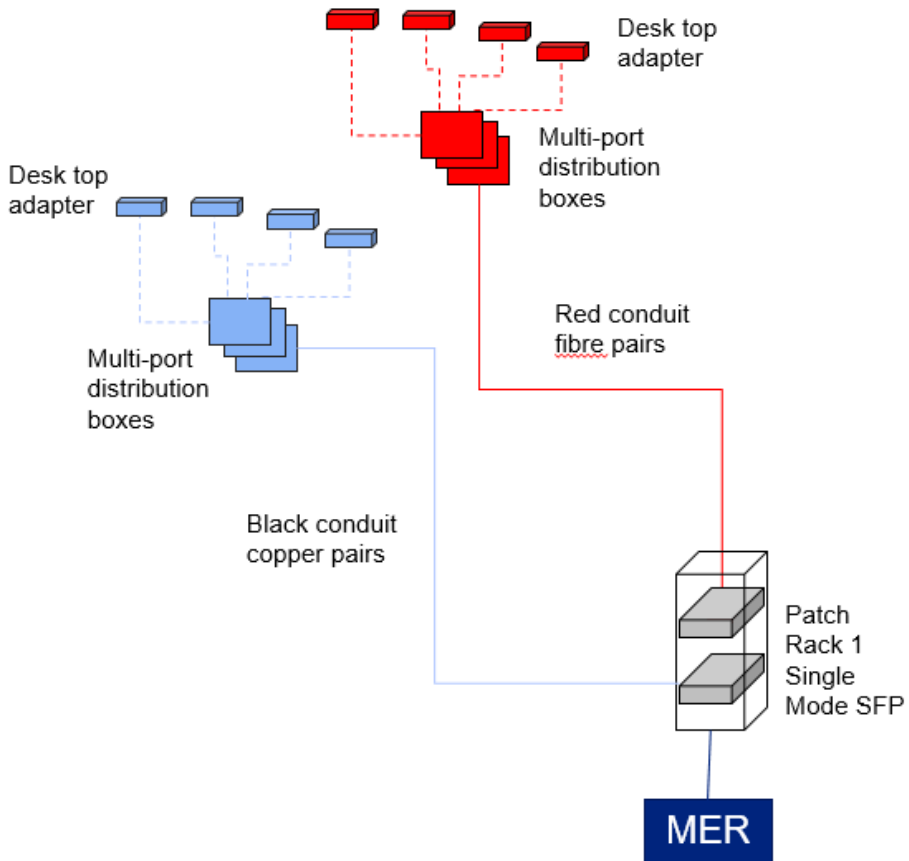 Desk top
adapter
Multi-port
distribution
boxes
Desk top
adapter
Multi-port
distribution
boxes
Red conduit
fibre pairs
Black conduit
copper pairs
Patch
Rack 1
Single
Mode SFP
MER